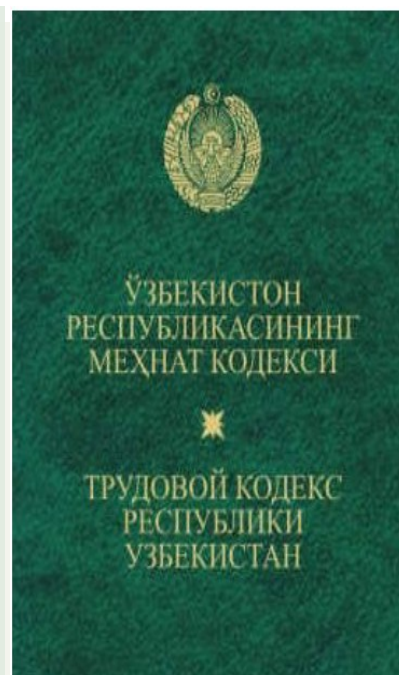 ЎЗБЕКИСТОН
РЕСПУБЛИКАСИНИНГ
МЕҲНАТ КОДЕКСИ
ТРУДОВОЙ КОДЕКС
РЕСПУБЛИКИ
УЗБЕКИСТАН